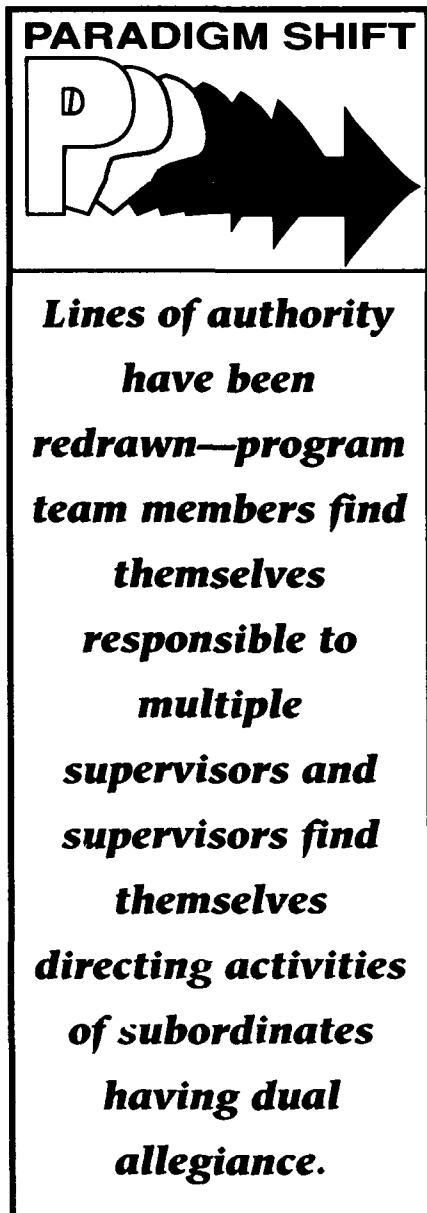 PARADIGM SHIFT
P
Lines of authority
have been
redrawn—program
team members find
themselves
responsible to
multiple
supervisors and
supervisors find
themselves
directing activities
of subordinates
having dual
allegiance.